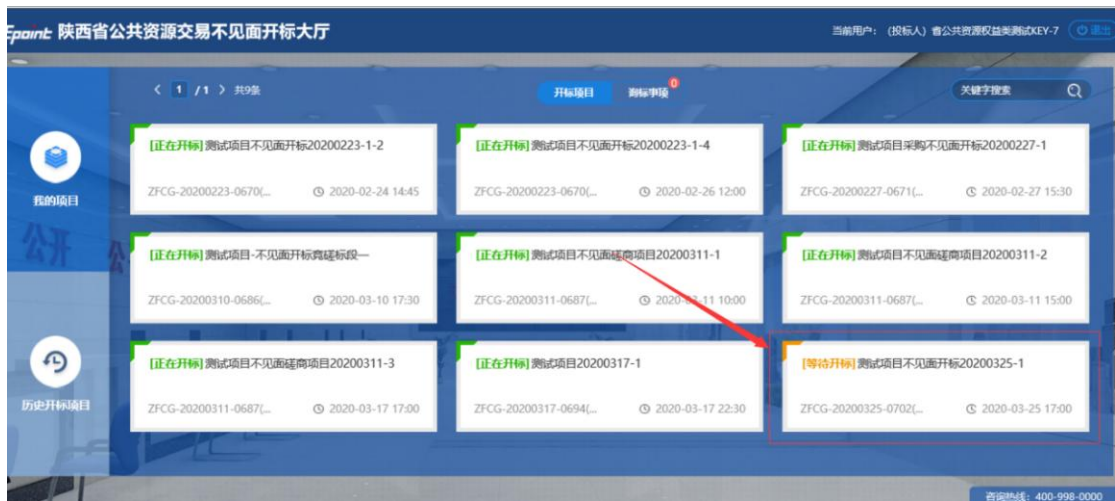 Epoint 陕西省公共资源交易不见面开标大厅
当前用户：（投标人）省公共资源权益类测试KEY-7 退出
< 1 / 1 > 共9条
开标项目 询标事项 0
关键字搜索
我的项目
历史开标项目
公开 公
[正在开标]测试项目不见面开标20200223-1-2
ZFCG-20200223-0670(... 2020-02-24 14:45
[正在开标]测试项目不见面开标20200223-1-4
ZFCG-20200223-0670(... 2020-02-26 12:00
[正在开标]测试项目采购不见面开标20200227-1
ZFCG-20200227-0671(... 2020-02-27 15:30
[正在开标]测试项目-不见面开标竞磋标段一
ZFCG-20200310-0686(... 2020-03-10 17:30
[正在开标]测试项目不见面磋商项目20200311-1
ZFCG-20200311-0687(... 2020-03-11 10:00
[正在开标]测试项目不见面磋商项目20200311-2
ZFCG-20200311-0687(... 2020-03-11 15:00
[正在开标]测试项目不见面磋商项目20200311-3
ZFCG-20200311-0687(... 2020-03-17 17:00
[正在开标]测试项目20200317-1
ZFCG-20200317-0694(... 2020-03-17 22:30
[等待开标]测试项目不见面开标20200325-1
ZFCG-20200325-0702(... 2020-03-25 17:00
咨询热线：400-998-0000